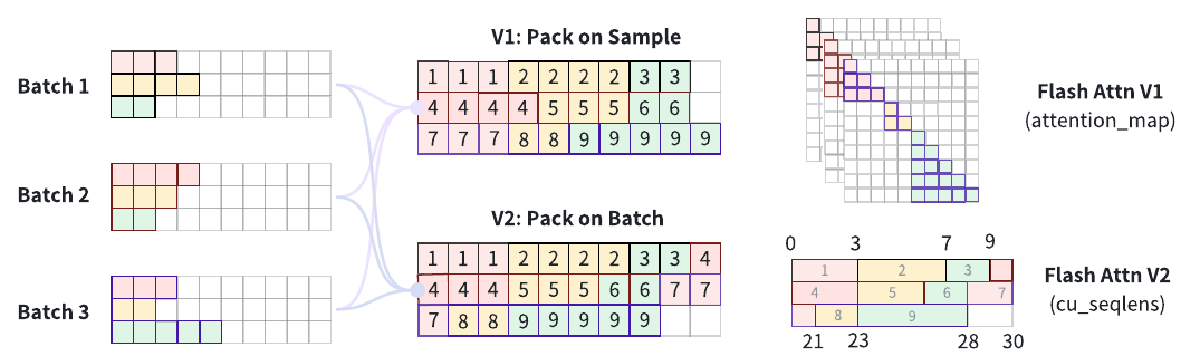 Batch 1
Batch 2
Batch 3
V1: Pack on Sample
1 1 1 2 2 2 2 3 3
4 4 4 4 5 5 5 6 6
7 7 7 8 8 9 9 9 9 9
V2: Pack on Batch
1 1 1 2 2 2 2 3 3 4
4 4 4 5 5 5 6 6 7 7
7 8 8 9 9 9 9 9
Flash Attn V1
(attention_map)
0 3 7 9
1 2 3
4 5 6 7
8 9
21 23 28 30
Flash Attn V2
(cu_seqlens)